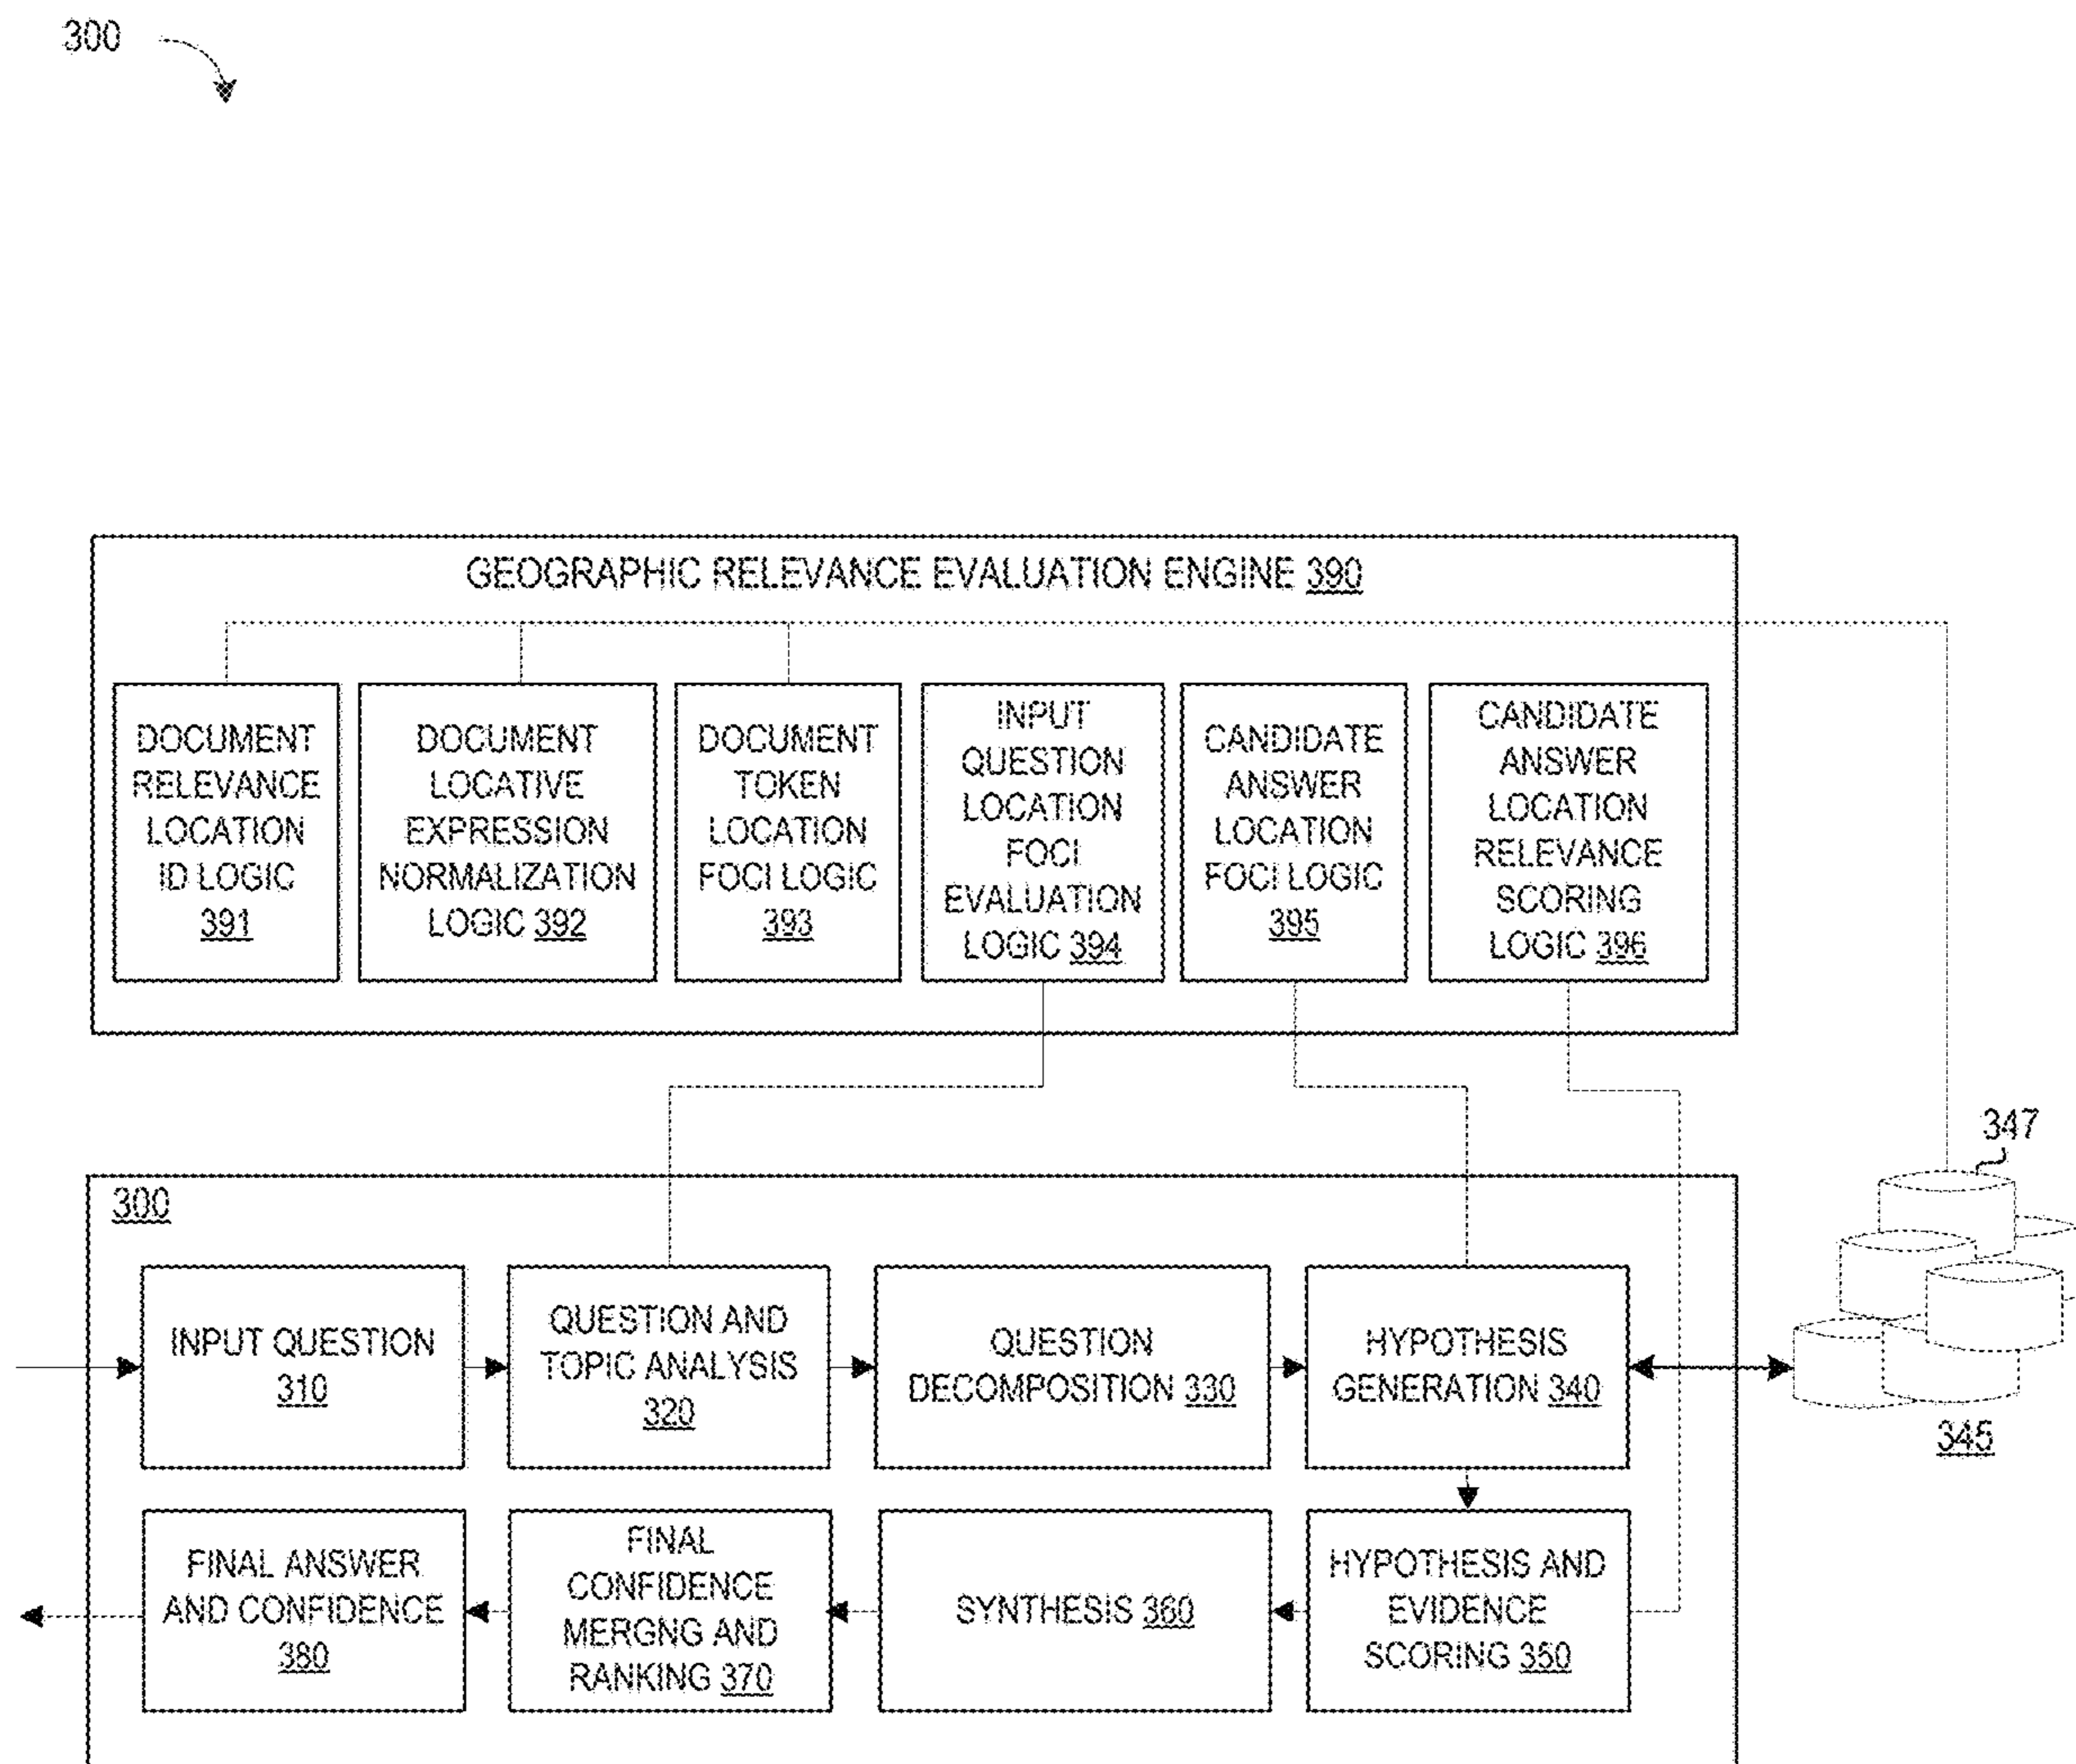 300
GEOGRAPHIC RELEVANCE EVALUATION ENGINE 390
DOCUMENT
RELEVANCE
LOCATION
ID LOGIC
391
DOCUMENT
LOCATIVE
EXPRESSION
NORMALIZATION
LOGIC 392
DOCUMENT
TOKEN
LOCATION
FOCI LOGIC
393
INPUT
QUESTION
LOCATION
FOCI
EVALUATION
LOGIC 394
CANDIDATE
ANSWER
LOCATION
FOCI LOGIC
395
CANDIDATE
ANSWER
LOCATION
RELEVANCE
SCORING
LOGIC 396
347
345
300
INPUT QUESTION
310
QUESTION AND
TOPIC ANALYSIS
320
QUESTION
DECOMPOSITION 330
HYPOTHESIS
GENERATION 340
FINAL ANSWER
AND CONFIDENCE
380
FINAL
CONFIDENCE
MERGNG AND
RANKING 370
SYNTHESIS 360
HYPOTHESIS AND
EVIDENCE
SCORING 350